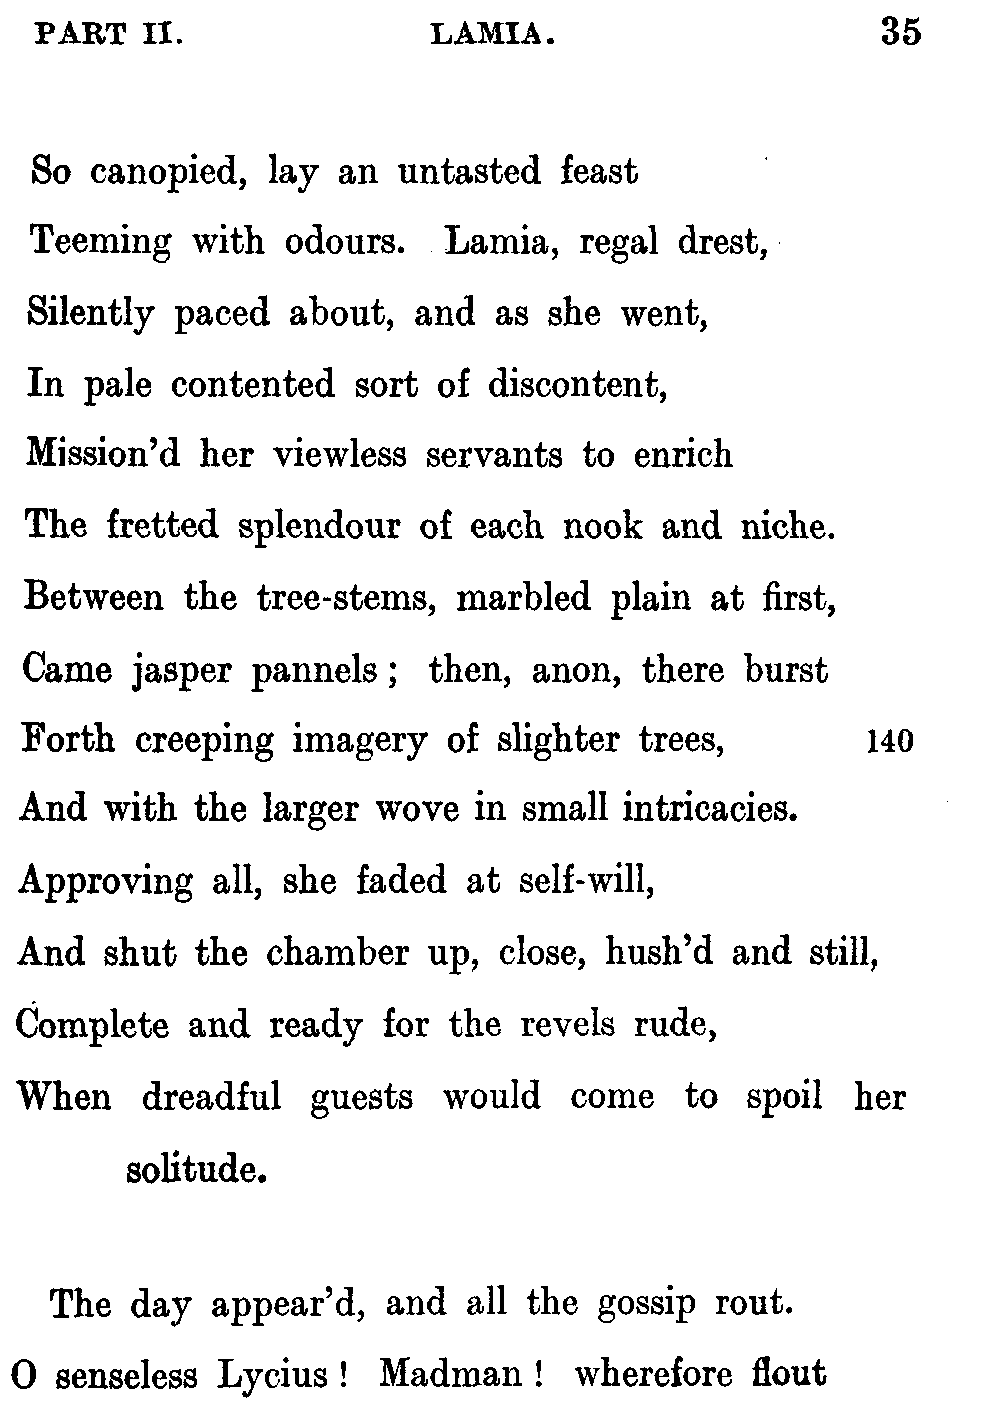 PART II. LAMIA. 35
So canopied, lay an untasted feast
Teeming with odours. Lamia, regal drest,
Silently paced about, and as she went,
In pale contented sort of discontent,
Mission'd her viewless servants to enrich
The fretted splendour of each nook and niche.
Between the tree-stems, marbled plain at first,
Came jasper pannels ; then, anon, there burst
Forth creeping imagery of slighter trees, 140
And with the larger wove in small intricacies.
Approving all, she faded at self-will,
And shut the chamber up, close, hush'd and still,
Complete and ready for the revels rude,
When dreadful guests would come to spoil her
solitude.
The day appear'd, and all the gossip rout.
O senseless Lycius ! Madman ! wherefore flout